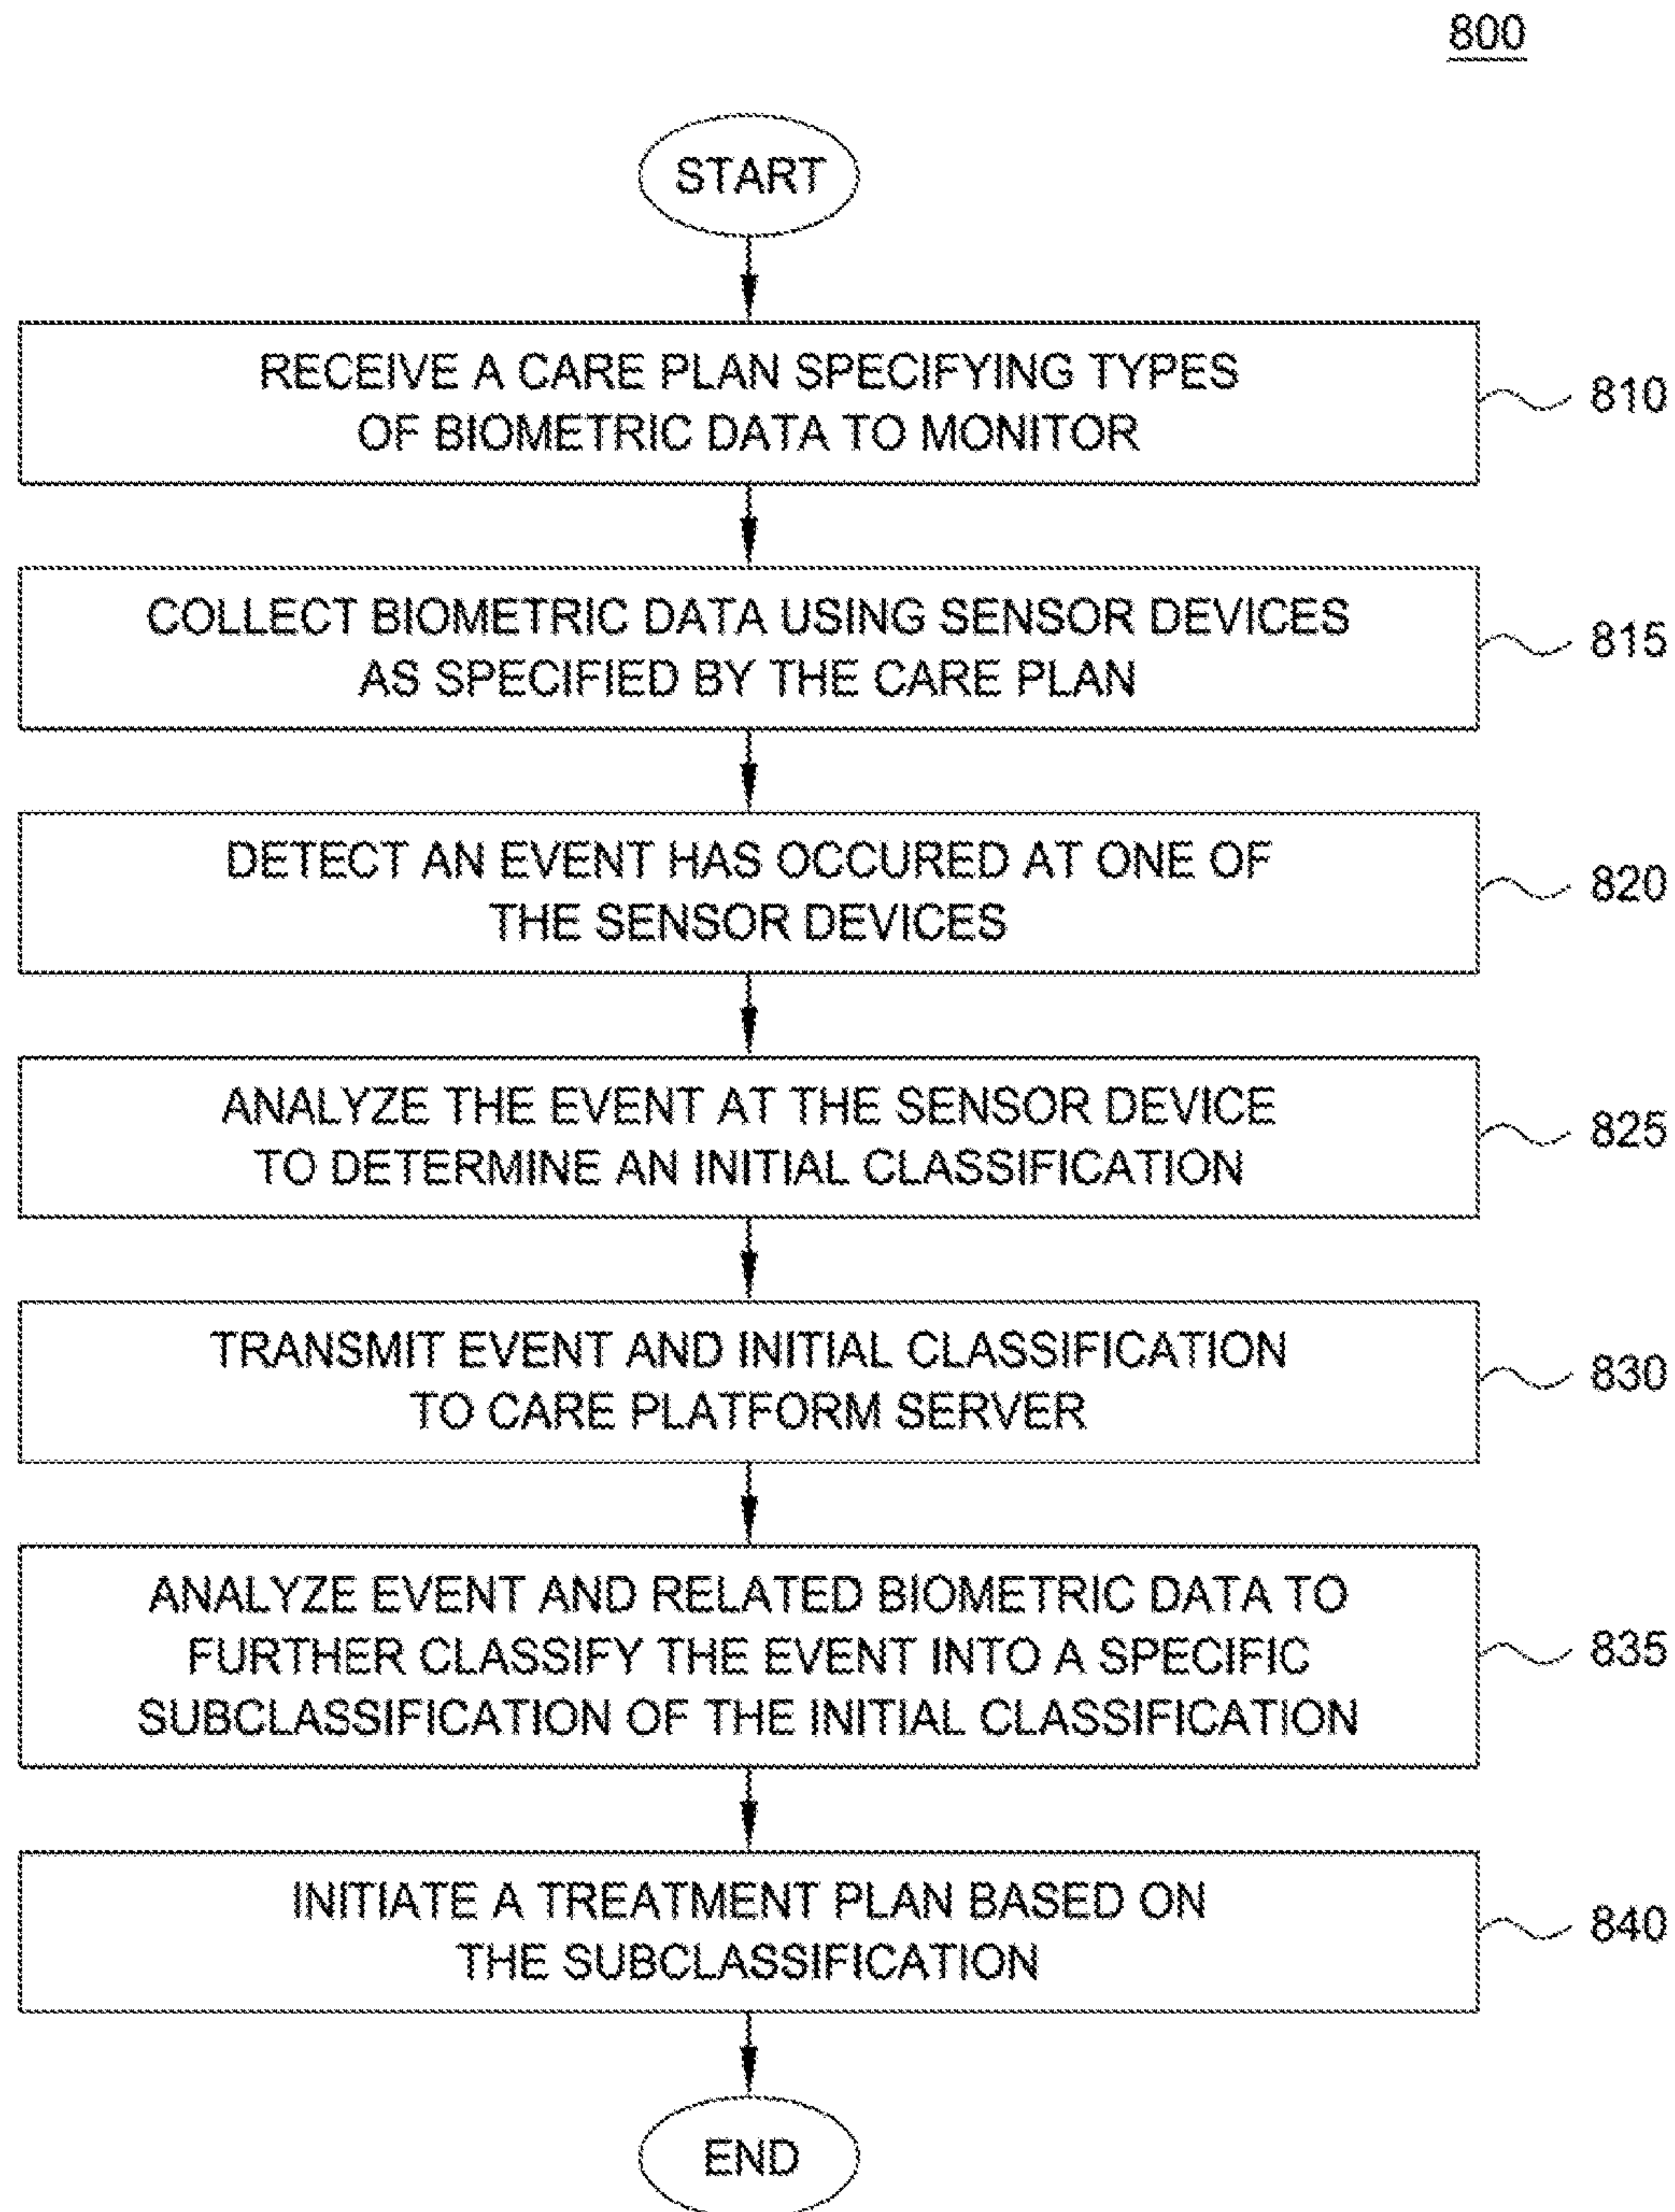 800
START
RECEIVE A CARE PLAN SPECIFYING TYPES
OF BIOMETRIC DATA TO MONITOR
810
COLLECT BIOMETRIC DATA USING SENSOR DEVICES
AS SPECIFIED BY THE CARE PLAN
815
DETECT AN EVENT HAS OCCURED AT ONE OF
THE SENSOR DEVICES
820
ANALYZE THE EVENT AT THE SENSOR DEVICE
TO DETERMINE AN INITIAL CLASSIFICATION
825
TRANSMIT EVENT AND INITIAL CLASSIFICATION
TO CARE PLATFORM SERVER
830
ANALYZE EVENT AND RELATED BIOMETRIC DATA TO
FURTHER CLASSIFY THE EVENT INTO A SPECIFIC
SUBCLASSIFICATION OF THE INITIAL CLASSIFICATION
835
INITIATE A TREATMENT PLAN BASED ON
THE SUBCLASSIFICATION
840
END